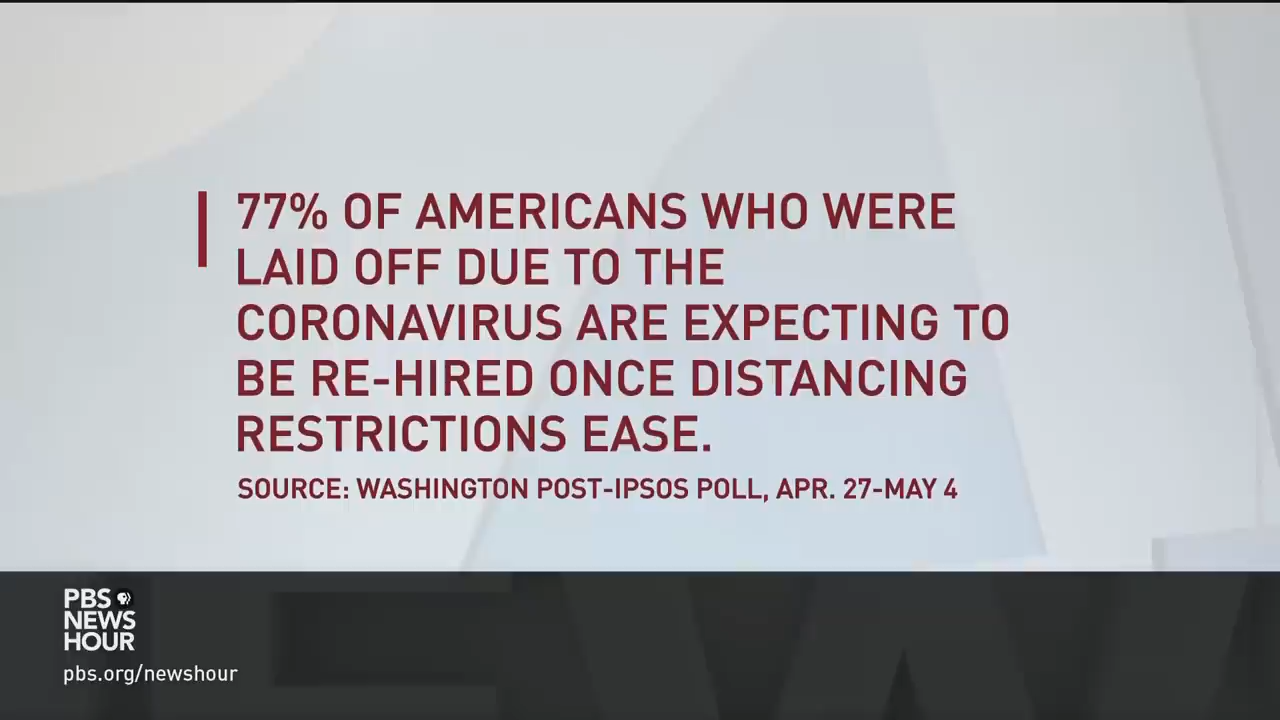 77% OF AMERICANS WHO WERE
LAID OFF DUE TO THE
CORONAVIRUS ARE EXPECTING TO
BE RE-HIRED ONCE DISTANCING
RESTRICTIONS EASE.
SOURCE: WASHINGTON POST-IPSOS POLL, APR. 27-MAY 4
PBS
NEWS
HOUR
pbs.org/newshour